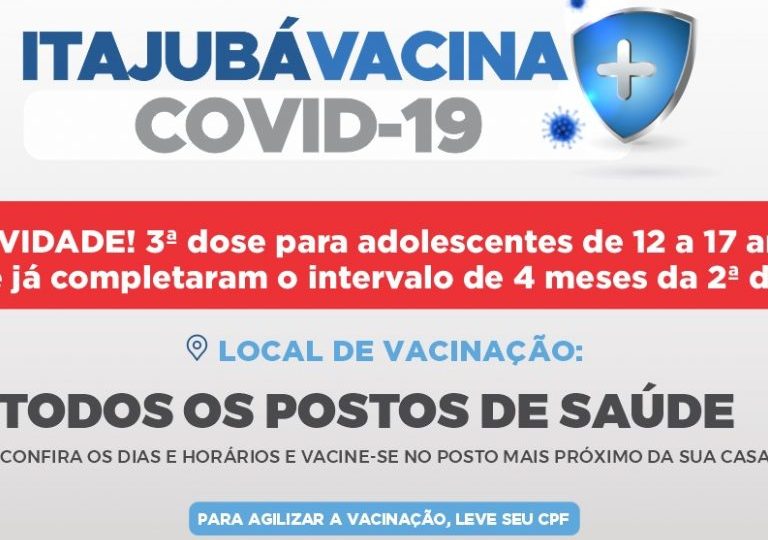 ITAJUBÁVACINA
COVID-19
VIDADE! 3ª dose para adolescentes de 12 a 17 a
já completaram o intervalo de 4 meses da 2ª d
LOCAL DE VACINAÇÃO:
TODOS OS POSTOS DE SAÚDE
CONFIRA OS DIAS E HORÁRIOS E VACINE-SE NO POSTO MAIS PRÓXIMO DA SUA CASA
PARA AGILIZAR A VACINAÇÃO, LEVE SEU CPF